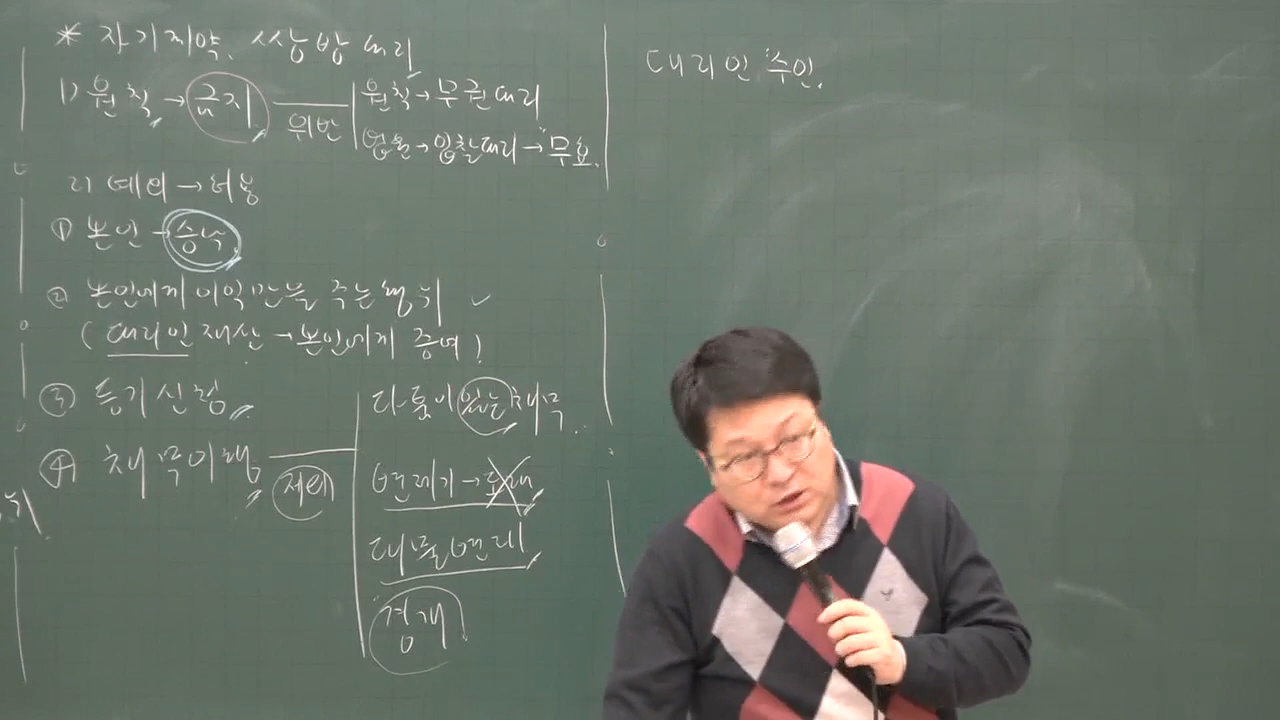 * 자기계약, 쌍방대리
1) 원칙 → 금지 위반 원칙 → 무권대리
입찰대리 → 무효.
2) 예외 → 허용
① 본인 → 승낙
② 본인에게 이익만을 주는 행위 ✓
(대리인 재산 → 본인에게 증여)
③ 등기신청
④ 채무이행 제외
다툼이 있는 채무
변제기 → 도래
대물변제
경개
대리인 수인.